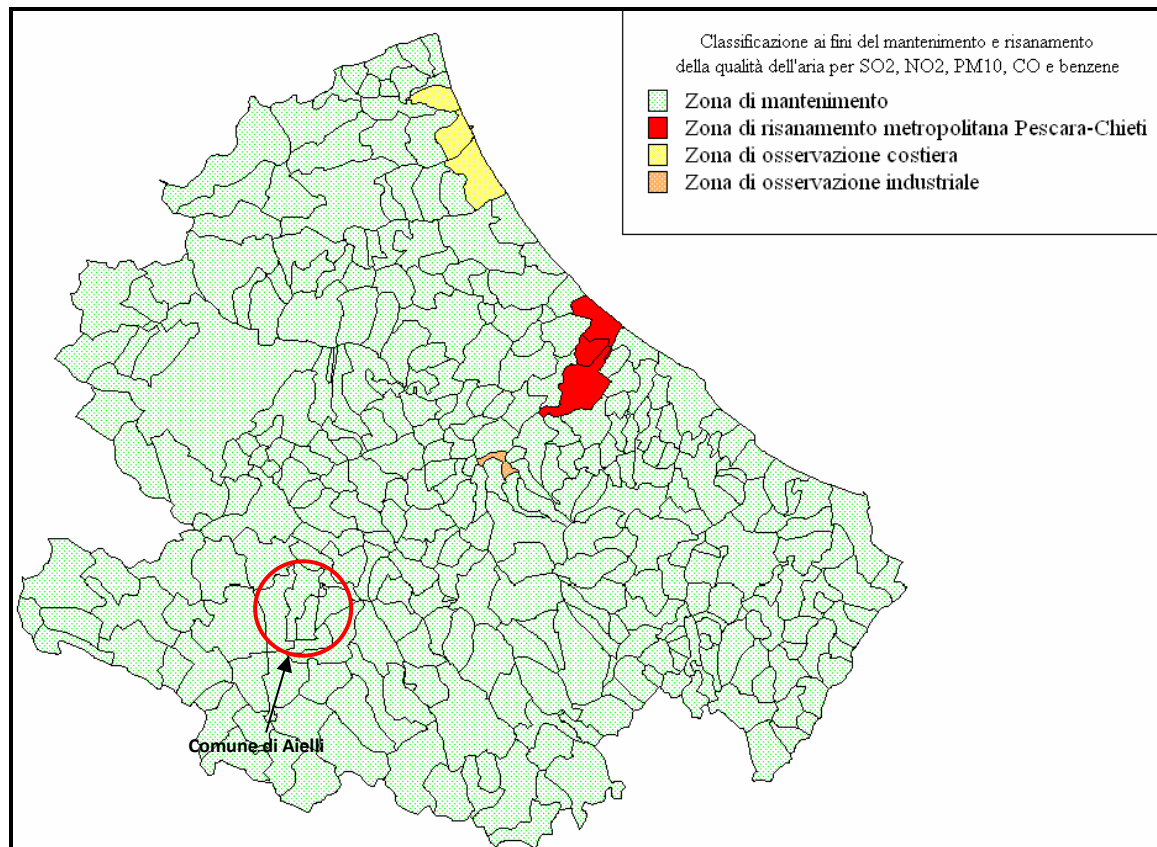 Classificazione ai fini del mantenimento e risanamento
della qualità dell'aria per SO2, NO2, PM10, CO e benzene
Zona di mantenimento
Zona di risanamemto metropolitana Pescara-Chieti
Zona di osservazione costiera
Zona di osservazione industriale
Comune di Aielli